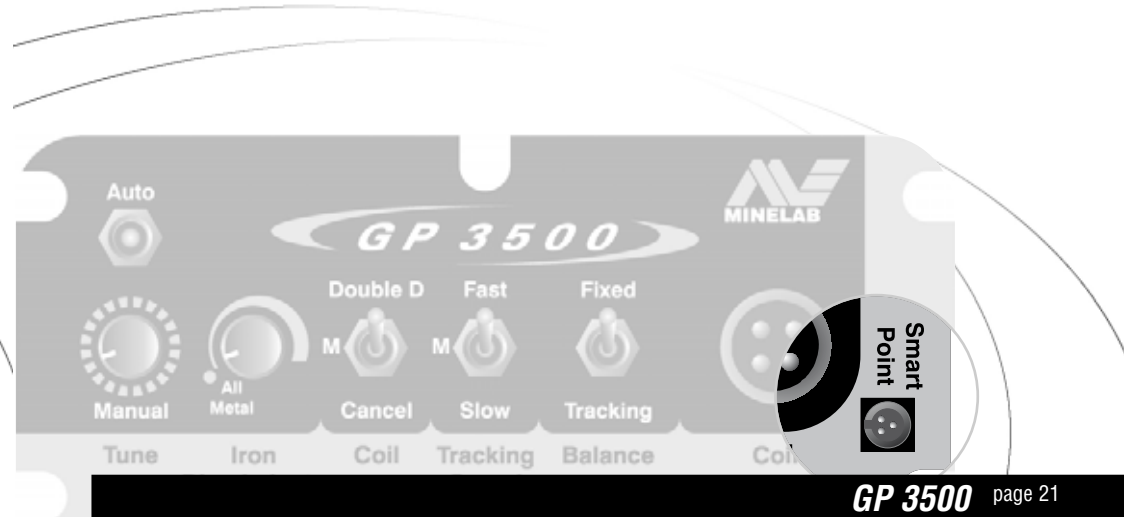 Auto
MINELAB
GP 3500
Double D Fast Fixed
M M
Smart
Point
All
Metal
Manual Cancel Slow Tracking
Tune Iron Coil Tracking Balance
GP 3500 page 21